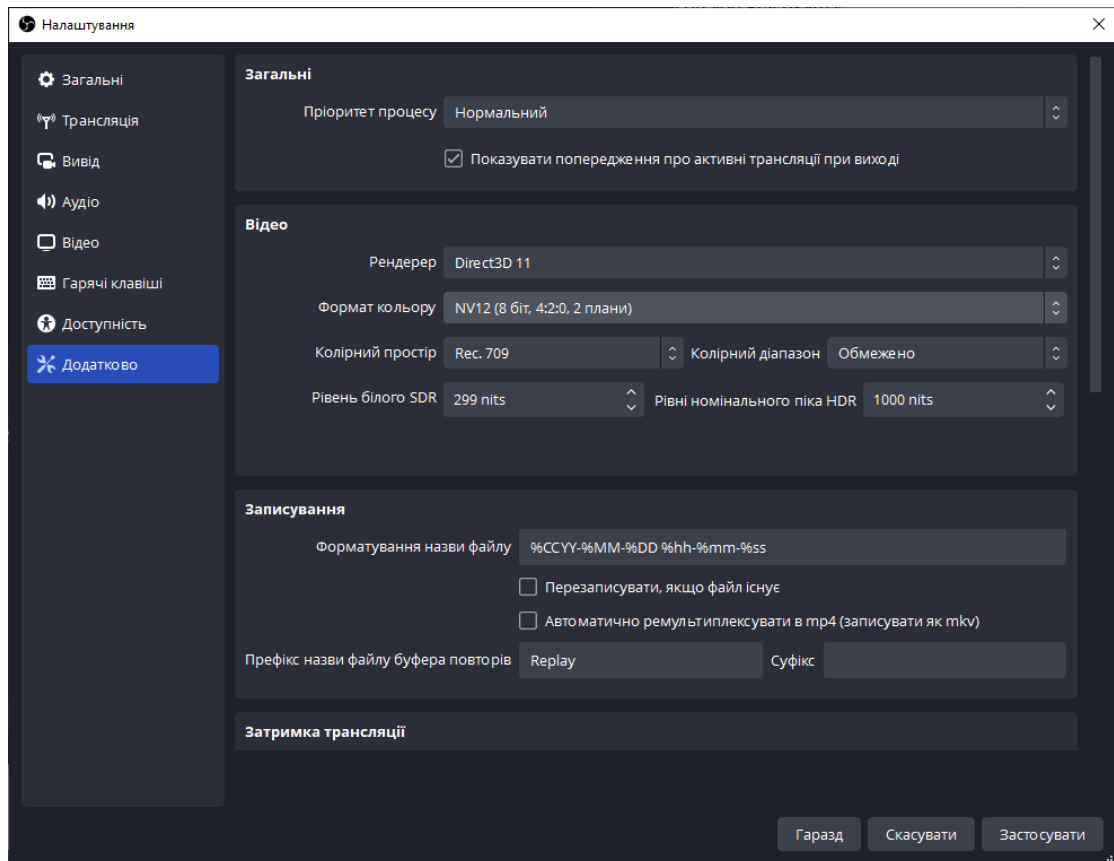 Налаштування
Загальні
Трансляція
Вивід
Аудіо
Відео
Гарячі клавіші
Доступність
Додатково
Загальні
Пріоритет процесу Нормальний
Показувати попередження про активні трансляції при виході
Відео
Рендерер Direct3D 11
Формат кольору NV12 (8 біт, 4:2:0, 2 плани)
Колірний простір Rec. 709 Колірний діапазон Обмежено
Рівень білого SDR 299 nits Рівні номінального піка HDR 1000 nits
Записування
Форматування назви файлу %CCYY-%MM-%DD %hh-%mm-%ss
Перезаписувати, якщо файл існує
Автоматично ремультиплексувати в mp4 (записувати як mkv)
Префікс назви файлу буфера повторів Replay Суфікс
Затримка трансляції
Гаразд Скасувати Застосувати